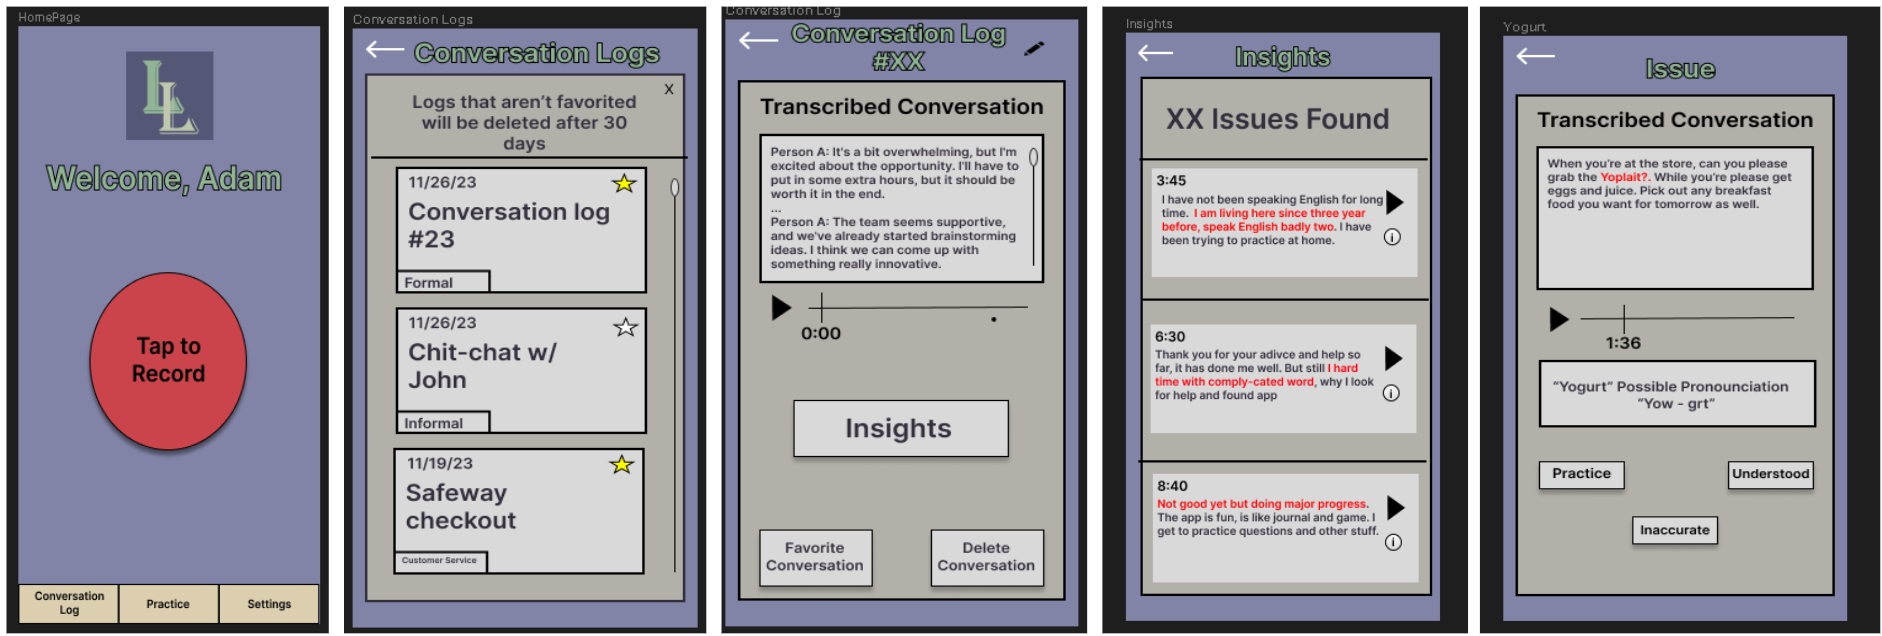 HomePage
LL
Welcome, Adam
Tap to
Record
Conversation
Log
Practice
Settings
Conversation Logs
Conversation Logs
X
Logs that aren't favorited
will be deleted after 30
days
11/26/23
Conversation log
#23
Formal
11/26/23
Chit-chat w/
John
Informal
11/19/23
Safeway
checkout
Customer Service
Conversation Log
Conversation Log
#XX
Transcribed Conversation
Person A: It's a bit overwhelming, but I'm
excited about the opportunity. I'll have to
put in some extra hours, but it should be
worth it in the end.
...
Person A: The team seems supportive,
and we've already started brainstorming
ideas. I think we can come up with
something really innovative.
0:00
Insights
Favorite
Conversation
Delete
Conversation
Insights
Insights
XX Issues Found
3:45
I have not been speaking English for long
time. I am living here since three year
before, speak English badly two. I have
been trying to practice at home.
i
6:30
Thank you for your adivce and help so
far, it has done me well. But still I hard
time with comply-cated word, why I look
for help and found app
i
8:40
Not good yet but doing major progress.
The app is fun, is like journal and game. I
get to practice questions and other stuff.
i
Yogurt
Issue
Transcribed Conversation
When you're at the store, can you please
grab the Yoplait?. While you're please get
eggs and juice. Pick out any breakfast
food you want for tomorrow as well.
1:36
"Yogurt" Possible Pronounciation
"Yow - grt"
Practice
Understood
Inaccurate